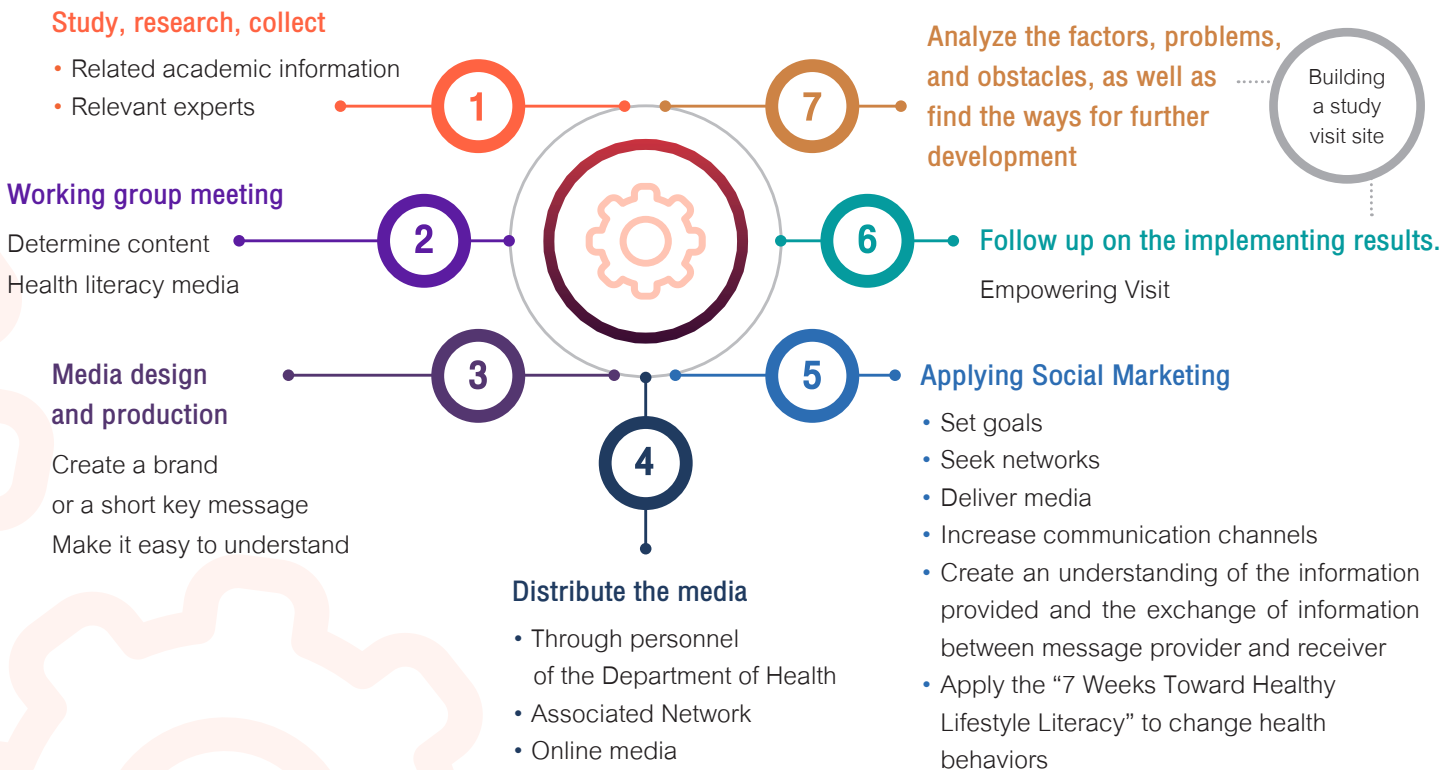 Study, research, collect
• Related academic information
• Relevant experts
1
Working group meeting
Determine content
Health literacy media
2
Media design
and production
Create a brand
or a short key message
Make it easy to understand
3
4
Distribute the media
• Through personnel
of the Department of Health
• Associated Network
• Online media
5
Applying Social Marketing
• Set goals
• Seek networks
• Deliver media
• Increase communication channels
• Create an understanding of the information
provided and the exchange of information
between message provider and receiver
• Apply the “7 Weeks Toward Healthy
Lifestyle Literacy” to change health
behaviors
6
Follow up on the implementing results.
Empowering Visit
7
Analyze the factors, problems,
and obstacles, as well as
find the ways for further
development
Building
a study
visit site